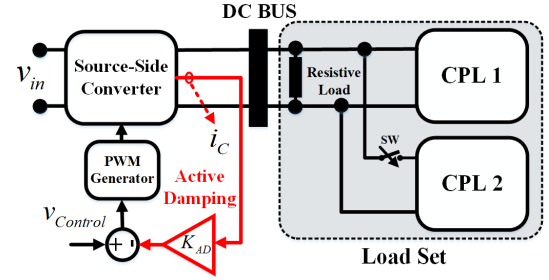 DC BUS
v_in
Source-Side
Converter
Resistive
Load
CPL 1
i_C
SW
PWM
Generator
Active
Damping
CPL 2
v_Control
K_AD
+ -
Load Set